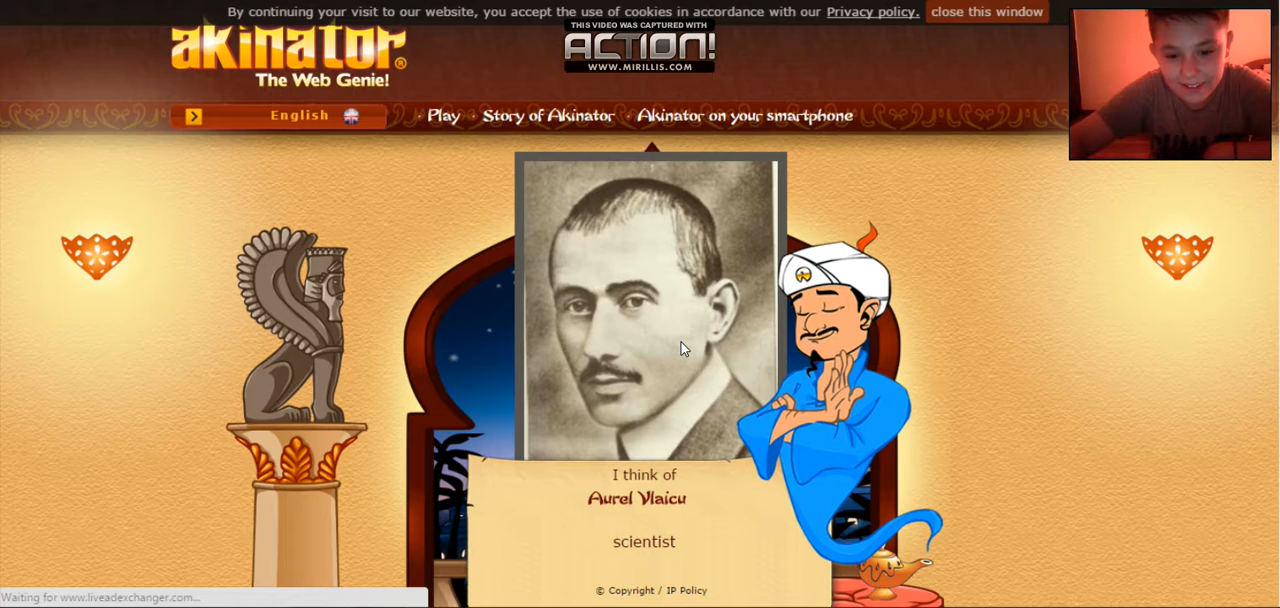 By continuing your visit to our website, you accept the use of cookies in accordance with our Privacy policy. close this window
THIS VIDEO WAS CAPTURED WITH
ACTION!
WWW.MIRILLIS.COM
akinator®
The Web Genie!
English
Play
Story of Akinator
Akinator on your smartphone
I think of
Aurel Vlaicu
scientist
© Copyright / IP Policy
Waiting for www.liveadexchanger.com...